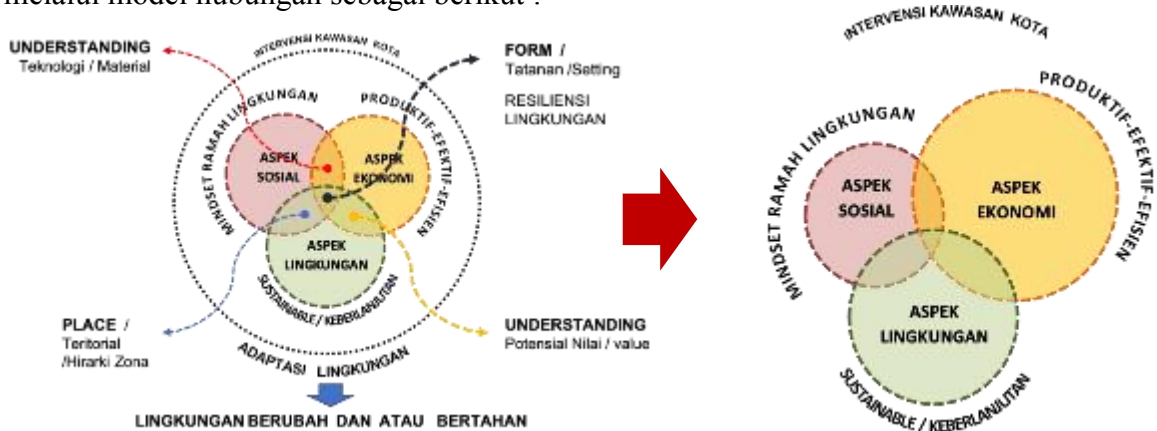 melalui model hubungan sebagai berikut :
UNDERSTANDING
Teknologi / Material
INTERVENSI KAWASAN KOTA
FORM /
Tatanan /Setting
RESILIENSI
LINGKUNGAN
MINDSET RAMAH LINGKUNGAN
PRODUKTIF-EFEKTIF-EFISIEN
ASPEK
SOSIAL
ASPEK
EKONOMI
ASPEK
LINGKUNGAN
SUSTAINABLE / KEBERLANJUTAN
PLACE /
Teritorial
/Hirarki Zona
UNDERSTANDING
Potensial Nilai / value
ADAPTASI LINGKUNGAN
LINGKUNGAN BERUBAH DAN ATAU BERTAHAN
INTERVENSI KAWASAN KOTA
MINDSET RAMAH LINGKUNGAN
PRODUKTIF-EFEKTIF-EFISIEN
ASPEK
SOSIAL
ASPEK
EKONOMI
ASPEK
LINGKUNGAN
SUSTAINABLE / KEBERLANJUTAN